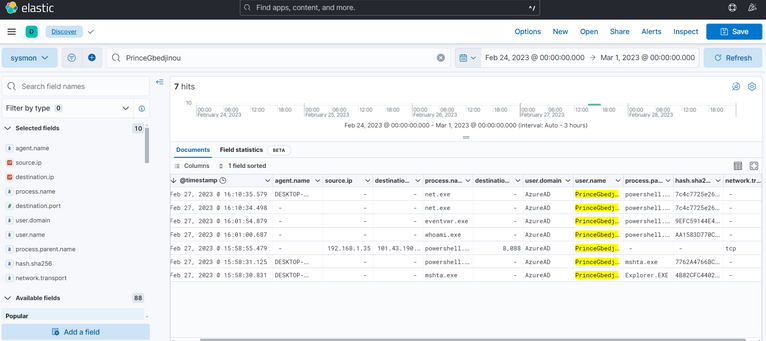 elastic
Find apps, content, and more.
*/
D
Discover
Options New Open Share Alerts Inspect Save
sysmon
PrinceGbedjinou
Feb 24, 2023 @ 00:00:00.000 → Mar 1, 2023 @ 00:00:00.000
Refresh
Search field names
Filter by type 0
Selected fields 10
agent.name
source.ip
destination.ip
process.name
destination.port
user.domain
user.name
process.parent.name
hash.sha256
network.transport
Available fields 88
Popular
Add a field
7 hits
10
00:00 06:00 12:00 18:00 00:00 06:00 12:00 18:00 00:00 06:00 12:00 18:00 00:00 06:00 12:00 18:00 00:00 06:00 12:00 18:00
February 24, 2023 February 25, 2023 February 26, 2023 February 27, 2023 February 28, 2023
Feb 24, 2023 @ 00:00:00.000 - Mar 1, 2023 @ 00:00:00.000 (interval: Auto - 3 hours)
Documents Field statistics BETA
Columns 1 field sorted
@timestamp agent.name source.ip destinatio... process.na... destinatio... user.domain user.name process.pa... hash.sha2... network.tr...
Feb 27, 2023 @ 16:10:35.579 DESKTOP-... - - net.exe - AzureAD PrinceGbedj... powershell... 7c4c7725e26... -
Feb 27, 2023 @ 16:10:34.498 - - - net.exe - AzureAD PrinceGbedj... powershell... 7c4c7725e26... -
Feb 27, 2023 @ 16:01:54.879 - - - eventvwr.exe - AzureAD PrinceGbedj... powershell... 9EFC59144E4... -
Feb 27, 2023 @ 16:01:00.687 - - - whoami.exe - AzureAD PrinceGbedj... powershell... AA1583D770C... -
Feb 27, 2023 @ 15:58:55.479 - 192.168.1.35 101.43.190... powershell... 8,088 AzureAD PrinceGbedj... - - tcp
Feb 27, 2023 @ 15:58:31.125 DESKTOP-... - - powershell... - AzureAD PrinceGbedj... mshta.exe 7762A4766BC... -
Feb 27, 2023 @ 15:58:30.831 DESKTOP-... - - mshta.exe - AzureAD PrinceGbedj... Explorer.EXE 4B82CFC4402... -